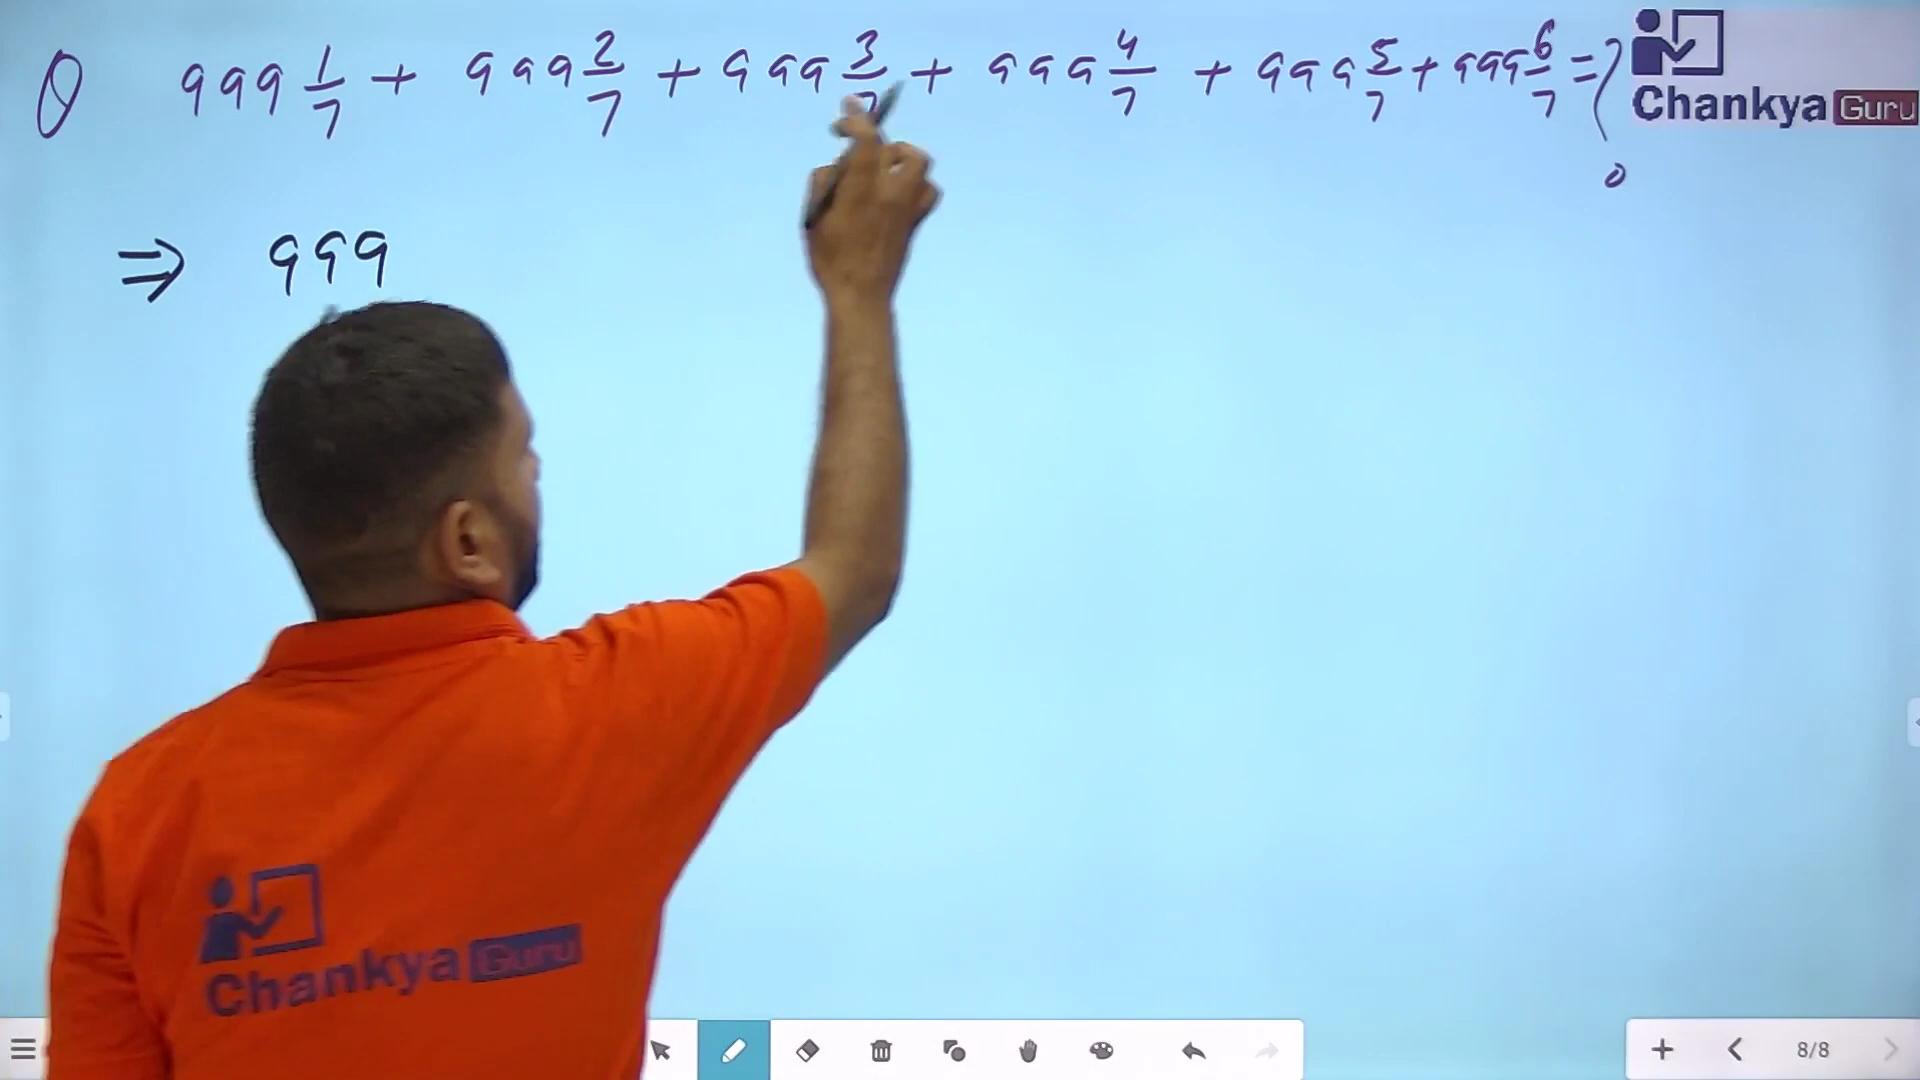 Q 999 1/7 + 999 2/7 + 999 3/7 + 999 4/7 + 999 5/7 + 999 6/7 = ?
Chankya Guru
⇒ 999
Chankya Guru
8/8